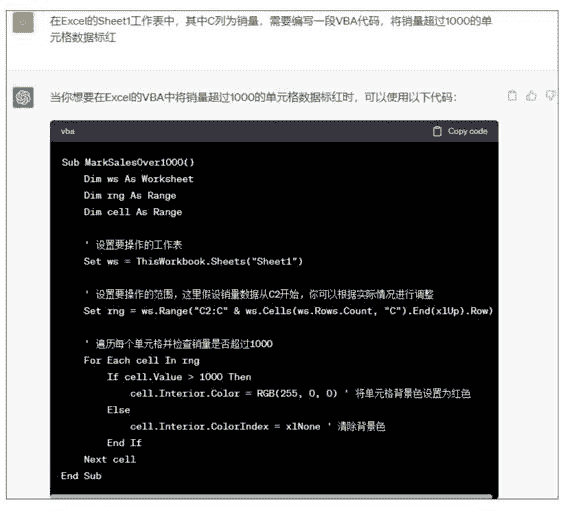 在Excel的Sheet1工作表中，其中C列为销量，需要编写一段VBA代码，将销量超过1000的单
元格数据标红
当你想要在Excel的VBA中将销量超过1000的单元格数据标红时，可以使用以下代码：
vba Copy code
Sub MarkSalesOver1000()
    Dim ws As Worksheet
    Dim rng As Range
    Dim cell As Range
    ' 设置要操作的工作表
    Set ws = ThisWorkbook.Sheets("Sheet1")
    ' 设置要操作的范围，这里假设销量数据从C2开始，你可以根据实际情况进行调整
    Set rng = ws.Range("C2:C" & ws.Cells(ws.Rows.Count, "C").End(xlUp).Row)
    ' 遍历每个单元格并检查销量是否超过1000
    For Each cell In rng
        If cell.Value > 1000 Then
            cell.Interior.Color = RGB(255, 0, 0) ' 将单元格背景色设置为红色
        Else
            cell.Interior.ColorIndex = xlNone ' 清除背景色
        End If
    Next cell
End Sub